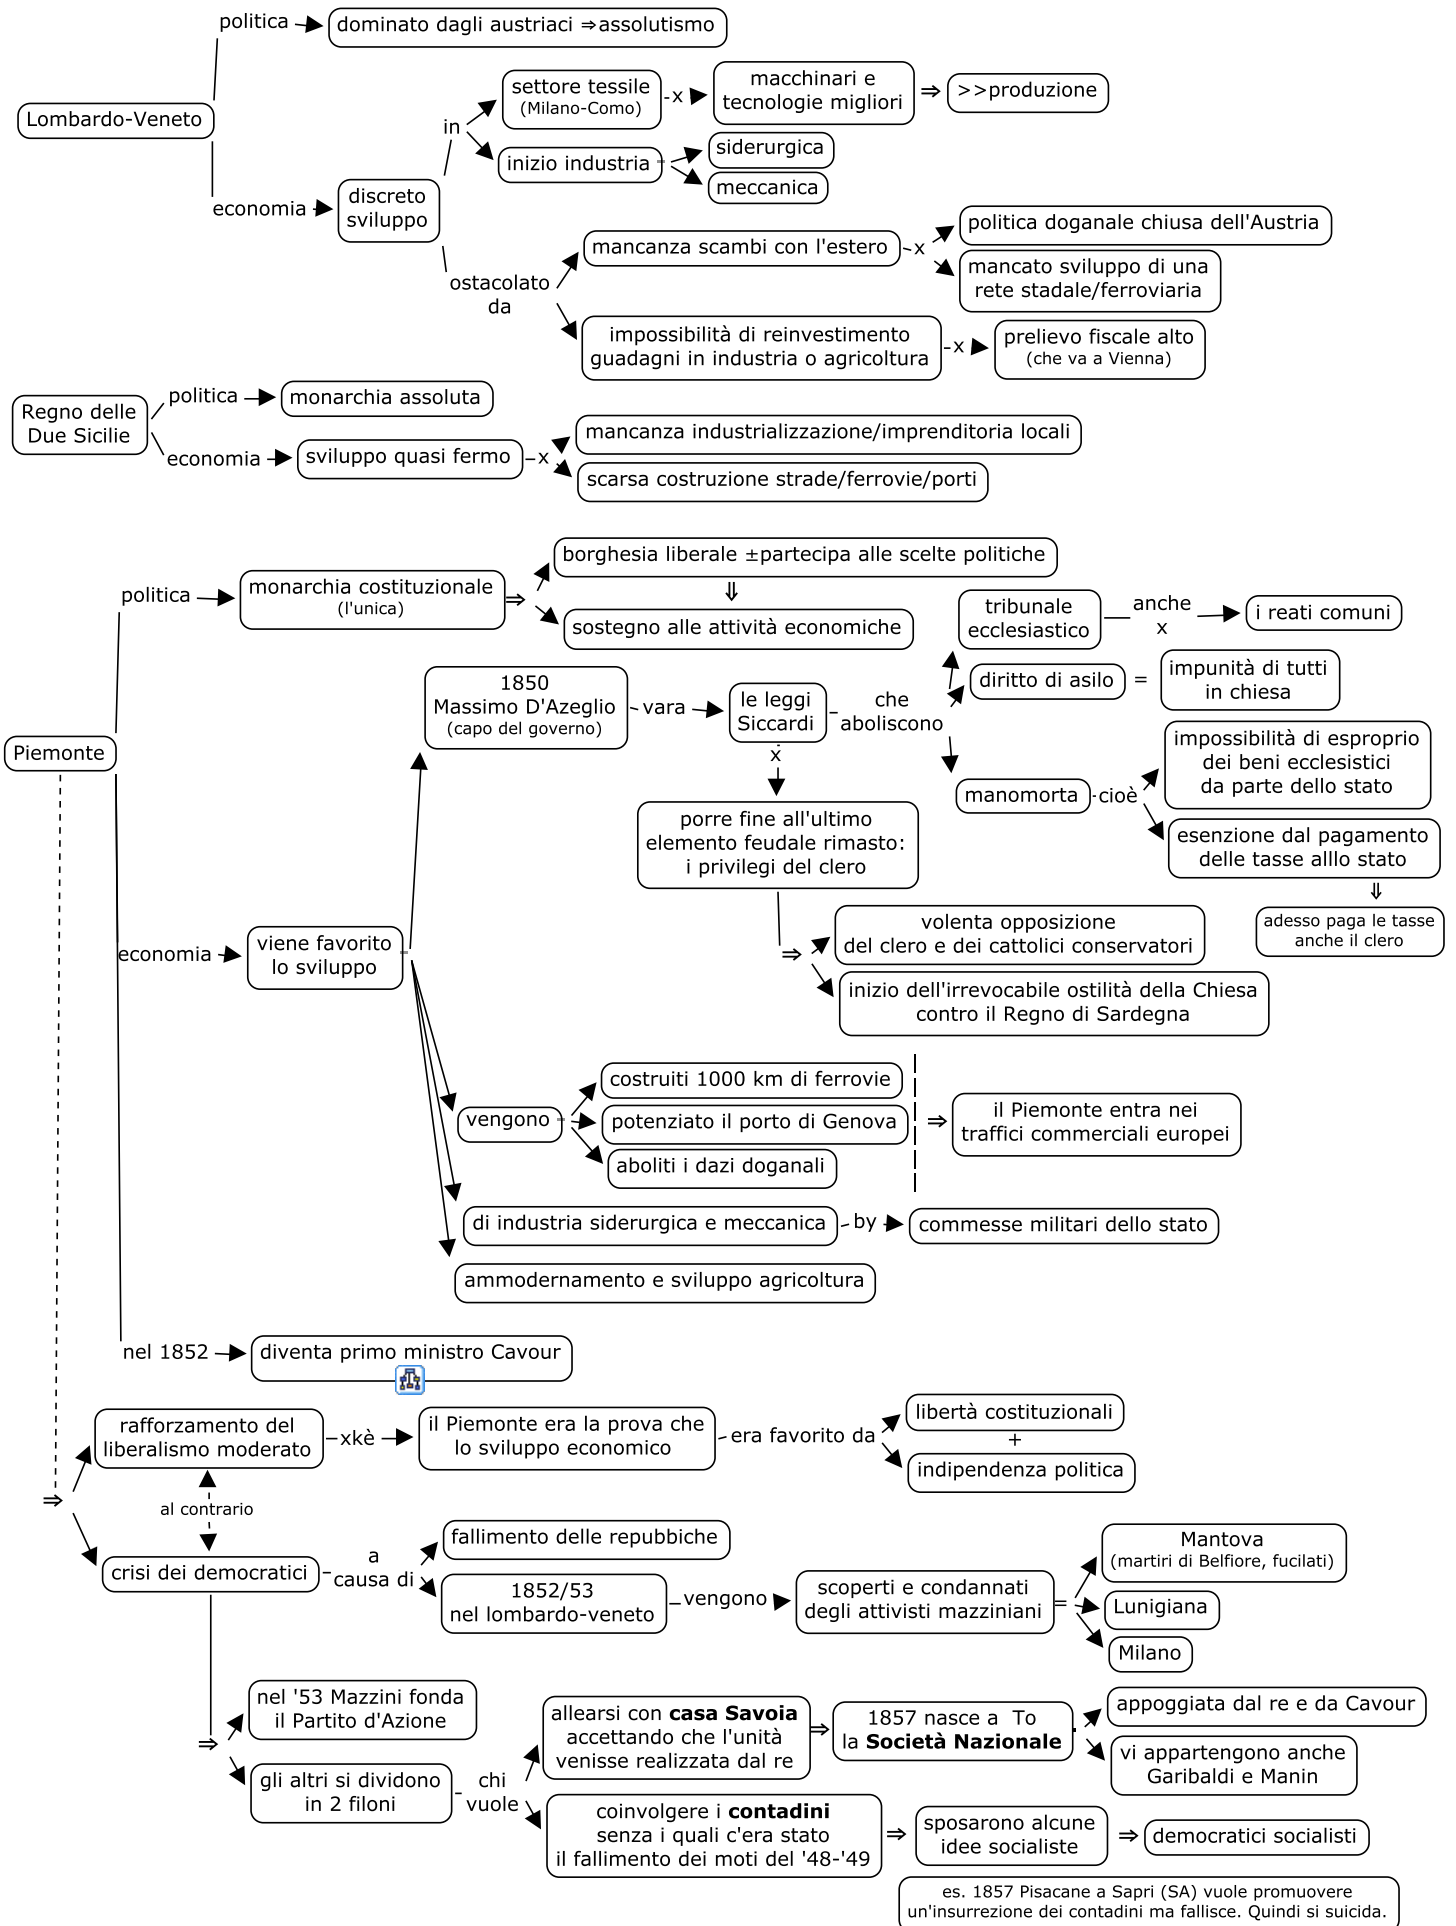 politica
dominato dagli austriaci ⇒assolutismo
Lombardo-Veneto
in
settore tessile
(Milano-Como)
x
macchinari e
tecnologie migliori
⇒
>>produzione
inizio industria
siderurgica
meccanica
economia
discreto
sviluppo
ostacolato
da
mancanza scambi con l'estero
x
politica doganale chiusa dell'Austria
mancato sviluppo di una
rete stadale/ferroviaria
impossibilità di reinvestimento
guadagni in industria o agricoltura
x
prelievo fiscale alto
(che va a Vienna)
Regno delle
Due Sicilie
politica
monarchia assoluta
economia
sviluppo quasi fermo
x
mancanza industrializzazione/imprenditoria locali
scarsa costruzione strade/ferrovie/porti
Piemonte
politica
monarchia costituzionale
(l'unica)
⇒
borghesia liberale ±partecipa alle scelte politiche
⇓
sostegno alle attività economiche
economia
viene favorito
lo sviluppo
=
1850
Massimo D'Azeglio
(capo del governo)
vara
le leggi
Siccardi
che
aboliscono
tribunale
ecclesiastico
anche
x
i reati comuni
diritto di asilo
=
impunità di tutti
in chiesa
manomorta
cioè
impossibilità di esproprio
dei beni ecclesistici
da parte dello stato
esenzione dal pagamento
delle tasse alllo stato
⇓
adesso paga le tasse
anche il clero
x
porre fine all'ultimo
elemento feudale rimasto:
i privilegi del clero
⇒
volenta opposizione
del clero e dei cattolici conservatori
inizio dell'irrevocabile ostilità della Chiesa
contro il Regno di Sardegna
vengono
=
costruiti 1000 km di ferrovie
potenziato il porto di Genova
aboliti i dazi doganali
⇒
il Piemonte entra nei
traffici commerciali europei
di industria siderurgica e meccanica
by
commesse militari dello stato
ammodernamento e sviluppo agricoltura
nel 1852
diventa primo ministro Cavour
⇒
rafforzamento del
liberalismo moderato
xkè
il Piemonte era la prova che
lo sviluppo economico
era favorito da
libertà costituzionali
+
indipendenza politica
al contrario
crisi dei democratici
a
causa di
fallimento delle repubbiche
1852/53
nel lombardo-veneto
vengono
scoperti e condannati
degli attivisti mazziniani
=
Mantova
(martiri di Belfiore, fucilati)
Lunigiana
Milano
⇒
nel '53 Mazzini fonda
il Partito d'Azione
gli altri si dividono
in 2 filoni
chi
vuole
allearsi con casa Savoia
accettando che l'unità
venisse realizzata dal re
⇒
1857 nasce a To
la Società Nazionale
appoggiata dal re e da Cavour
vi appartengono anche
Garibaldi e Manin
coinvolgere i contadini
senza i quali c'era stato
il fallimento dei moti del '48-'49
⇒
sposarono alcune
idee socialiste
⇒
democratici socialisti
es. 1857 Pisacane a Sapri (SA) vuole promuovere
un'insurrezione dei contadini ma fallisce. Quindi si suicida.